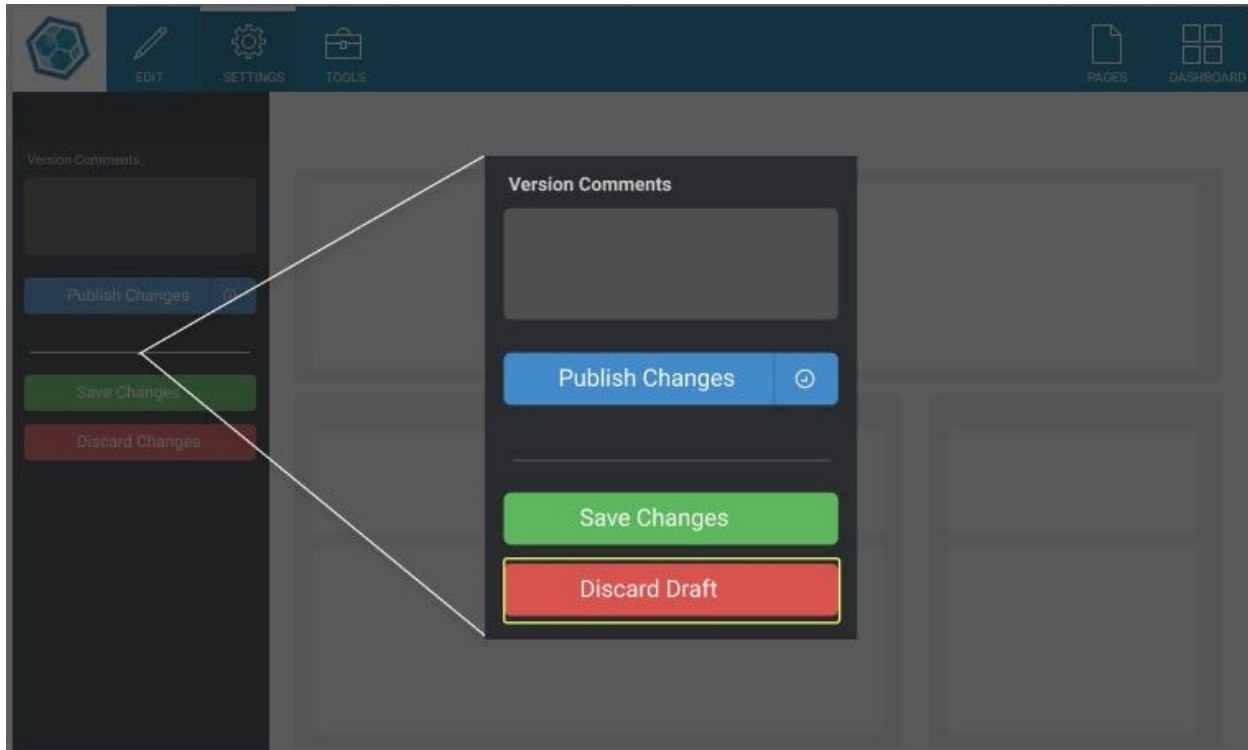 EDIT
SETTINGS
TOOLS
PAGES
DASHBOARD
Version Comments
Publish Changes
Save Changes
Discard Changes
Version Comments
Publish Changes
Save Changes
Discard Draft